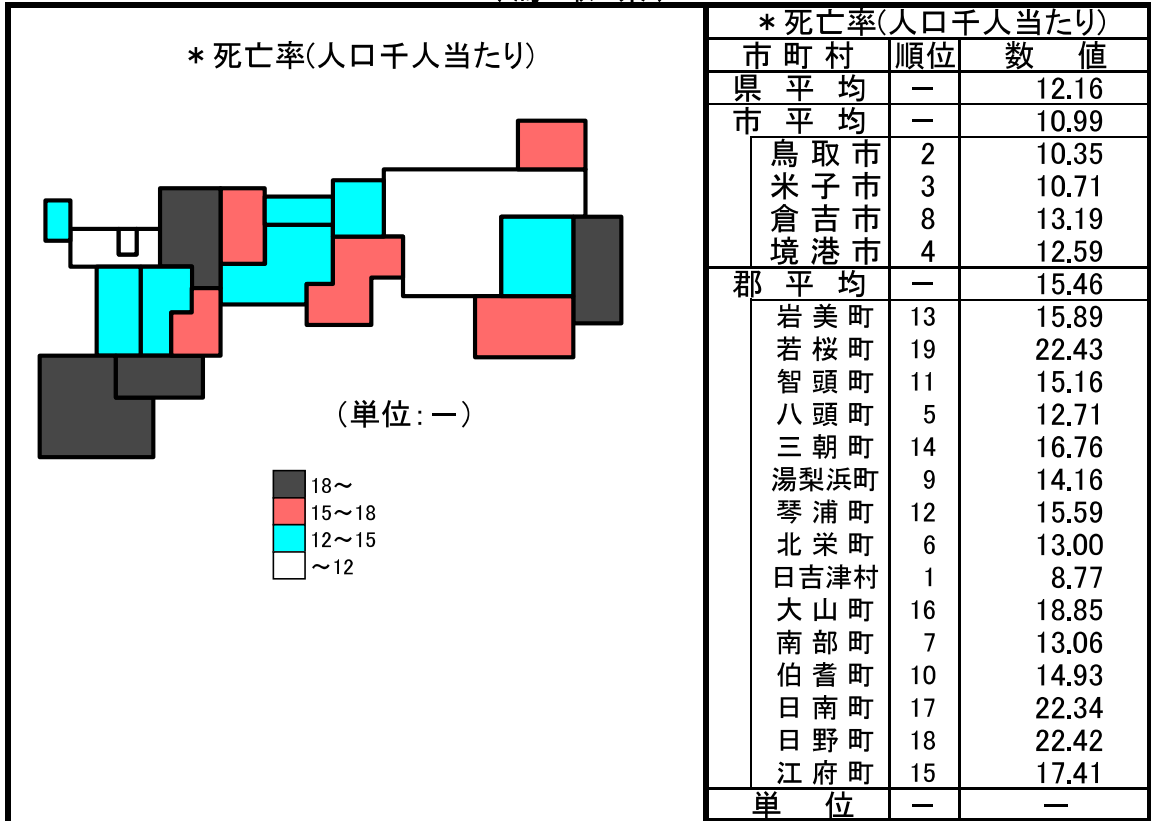 *死亡率(人口千人当たり)
(単位:ー)
18～
15～18
12～15
～12
*死亡率(人口千人当たり)
市町村 順位 数値
県平均 ー 12.16
市平均 ー 10.99
鳥取市 2 10.35
米子市 3 10.71
倉吉市 8 13.19
境港市 4 12.59
郡平均 ー 15.46
岩美町 13 15.89
若桜町 19 22.43
智頭町 11 15.16
八頭町 5 12.71
三朝町 14 16.76
湯梨浜町 9 14.16
琴浦町 12 15.59
北栄町 6 13.00
日吉津村 1 8.77
大山町 16 18.85
南部町 7 13.06
伯耆町 10 14.93
日南町 17 22.34
日野町 18 22.42
江府町 15 17.41
単位 ー ー